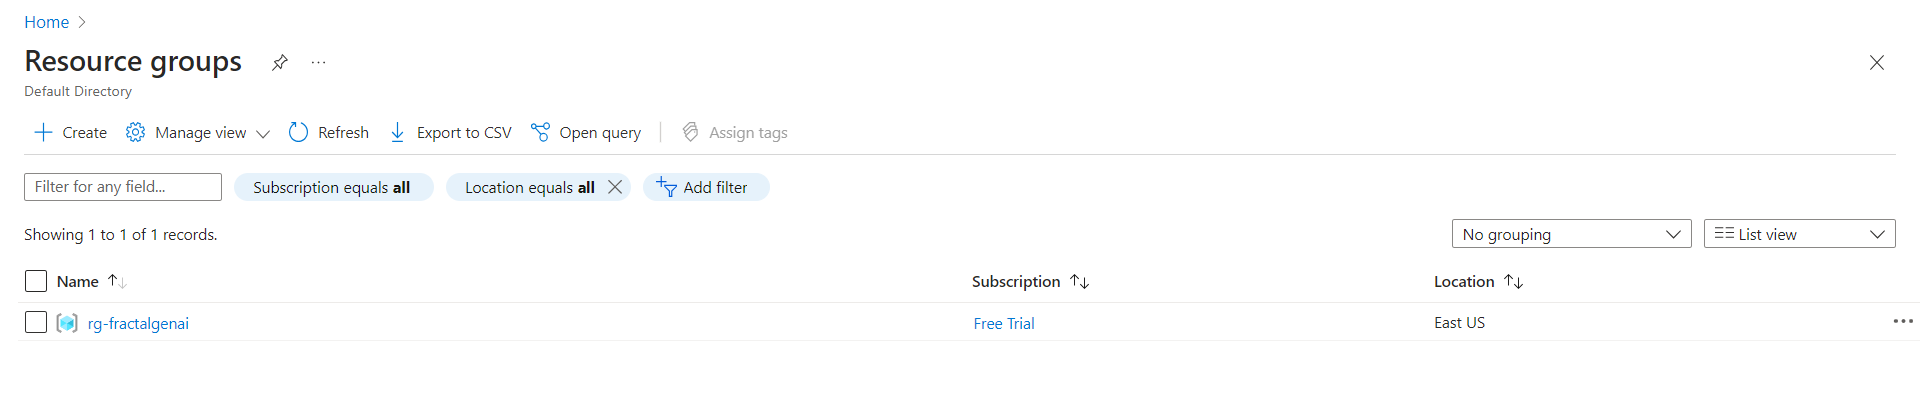 Home
Resource groups
Default Directory
Create Manage view Refresh Export to CSV Open query Assign tags
Filter for any field... Subscription equals all Location equals all Add filter
Showing 1 to 1 of 1 records. No grouping List view
Name Subscription Location
rg-fractalgenai Free Trial East US